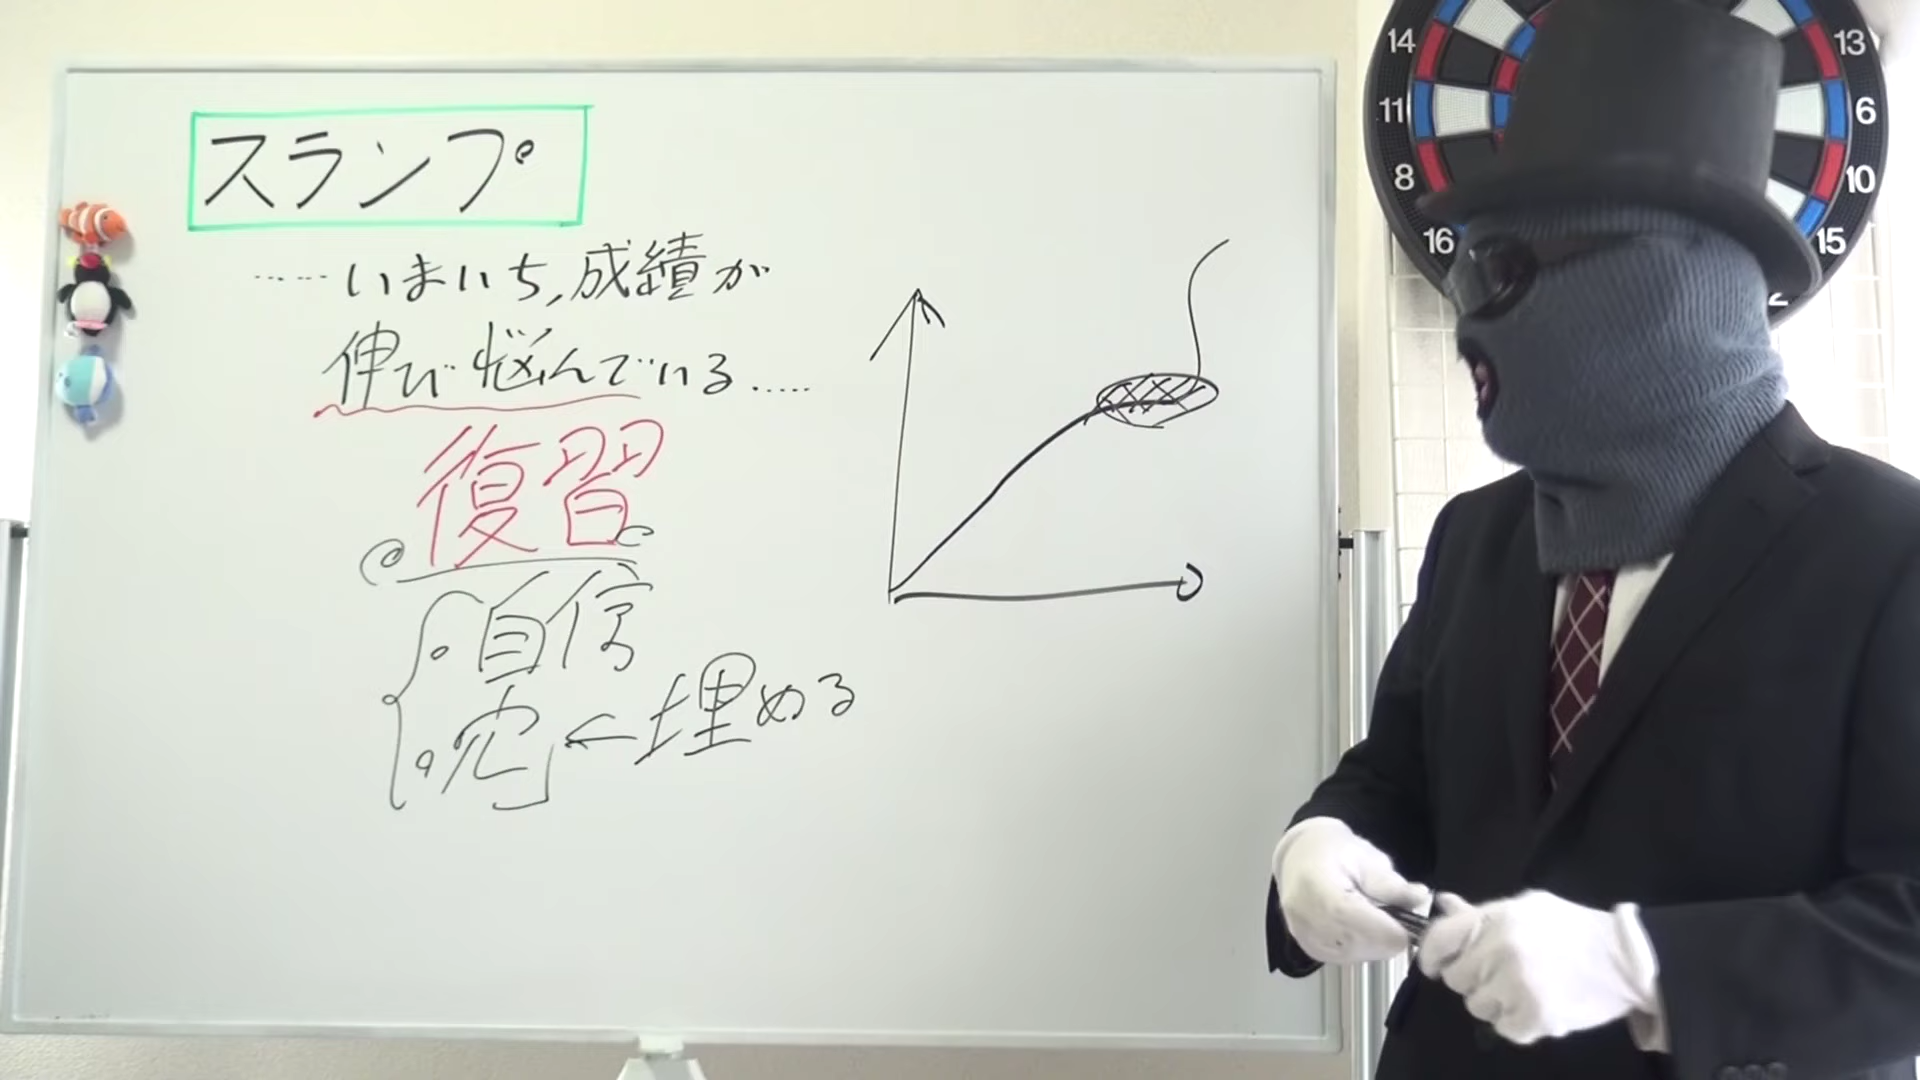 スランプ
……いまいち,成績が
伸び悩んでいる……
復習
・自信
・穴
←埋める
14
11
8
16
13
6
10
15
2